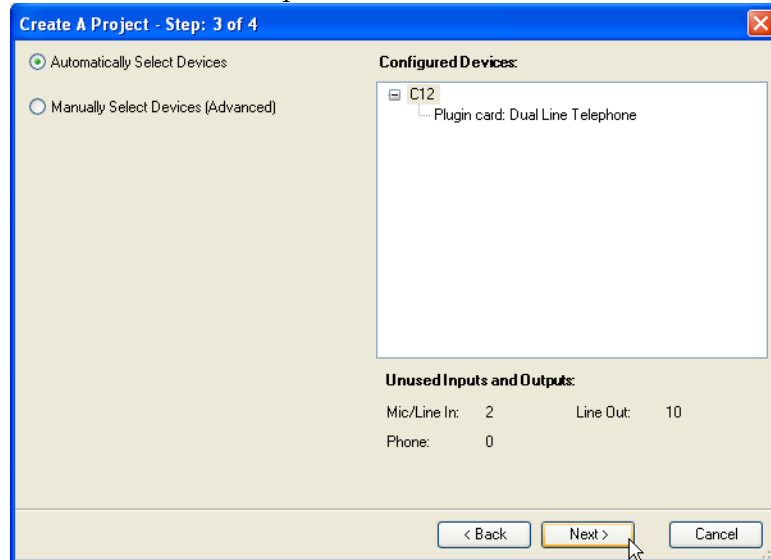 Create A Project - Step: 3 of 4
Automatically Select Devices
Manually Select Devices (Advanced)
Configured Devices:
C12
Plugin card: Dual Line Telephone
Unused Inputs and Outputs:
Mic/Line In: 2 Line Out: 10
Phone: 0
< Back Next > Cancel